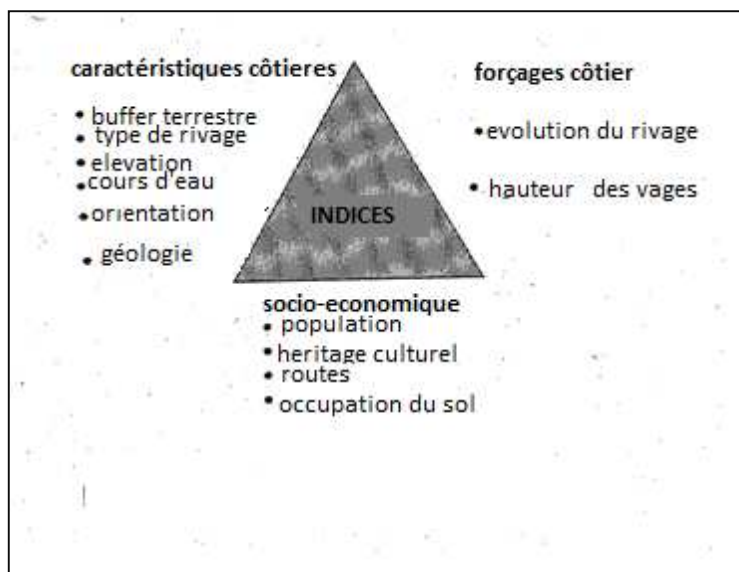 caractéristiques côtieres
• buffer terrestre
• type de rivage
• elevation
• cours d'eau
• orientation
• géologie
forçages côtier
• evolution du rivage
• hauteur des vages
INDICES
socio-economique
• population
• heritage culturel
• routes
• occupation du sol